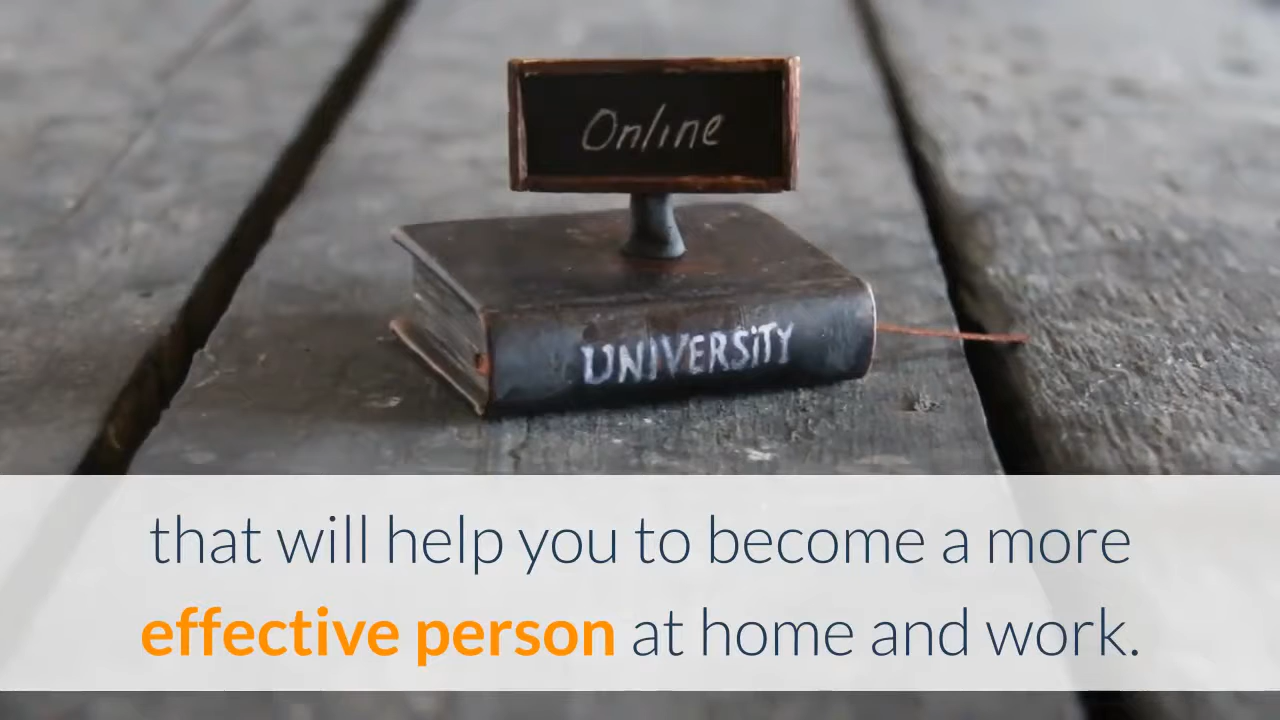 Online
UNIVERSITY
that will help you to become a more
effective person at home and work.